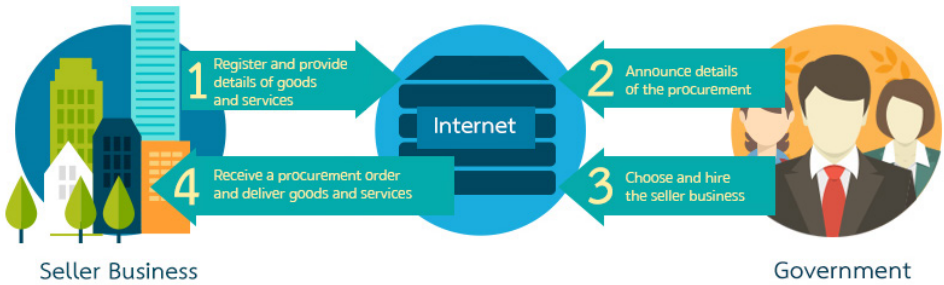 1
Register and provide
details of goods
and services
2
Announce details
of the procurement
Internet
4
Receive a procurement order
and deliver goods and services
3
Choose and hire
the seller business
Seller Business
Government